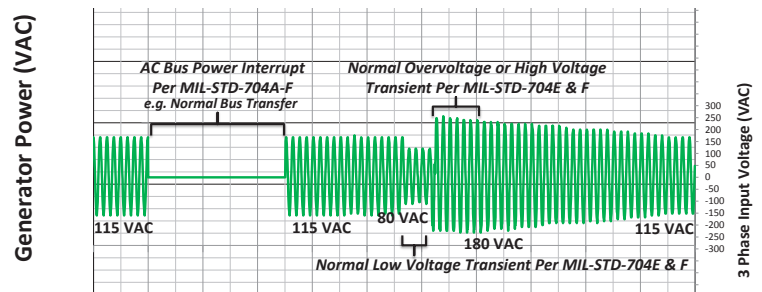 Generator Power (VAC)
AC Bus Power Interrupt
Per MIL-STD-704A-F
e.g. Normal Bus Transfer
Normal Overvoltage or High Voltage
Transient Per MIL-STD-704E & F
115 VAC
115 VAC
80 VAC
180 VAC
115 VAC
Normal Low Voltage Transient Per MIL-STD-704E & F
300
250
200
150
100
50
0
-50
-100
-150
-200
-250
-300
3 Phase Input Voltage (VAC)